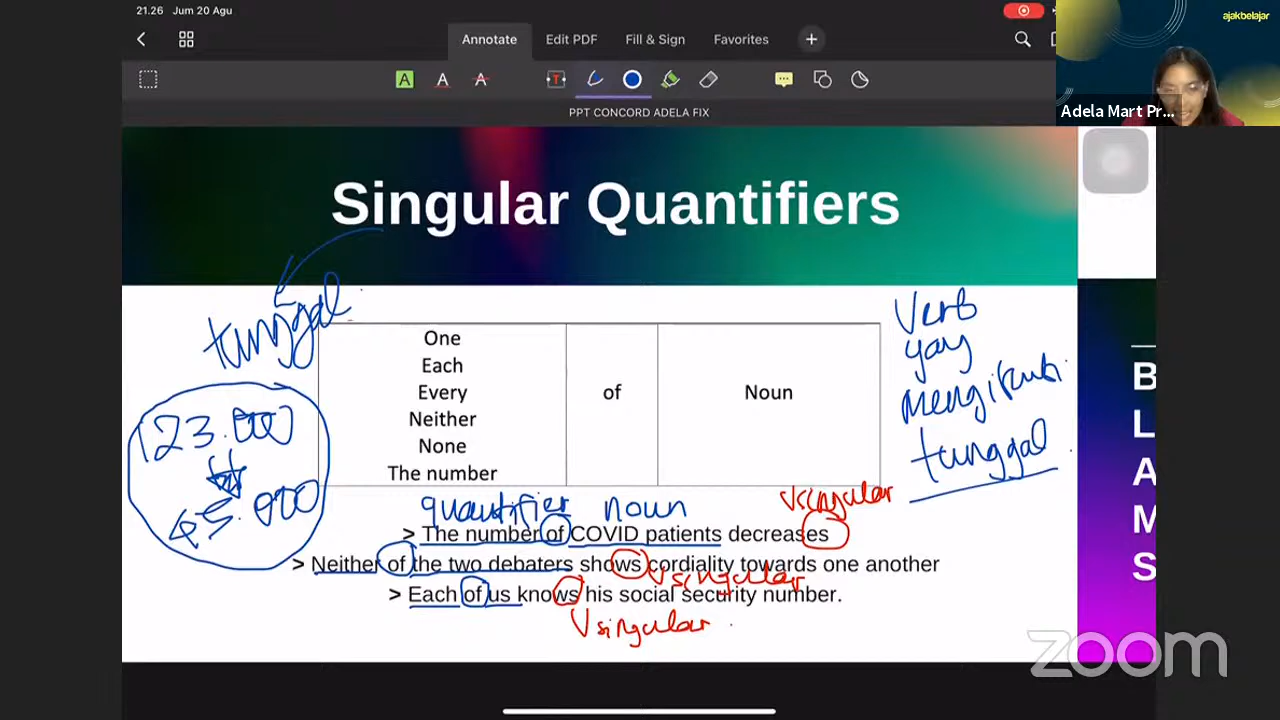 21.26 Jum 20 Agu
ajakbelajar
Annotate Edit PDF Fill & Sign Favorites
A A A T
PPT CONCORD ADELA FIX
Adela Mart Pr...
Singular Quantifiers
tunggal
One
Each
Every
Neither
None
The number
of
Noun
Verb
yang
mengikuti
tunggal
123.000
45.000
quantifier noun
Vsingular
> The number of COVID patients decreases
> Neither of the two debaters shows cordiality towards one another
Vsingular
> Each of us knows his social security number.
Vsingular
B
L
A
M
S
zoom